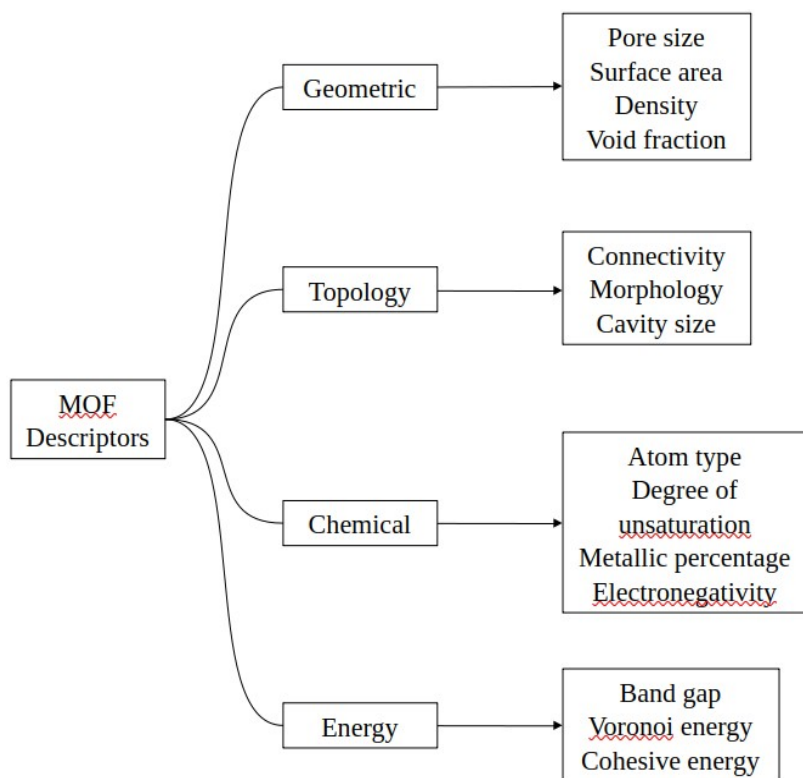 Geometric
Pore size
Surface area
Density
Void fraction
Topology
Connectivity
Morphology
Cavity size
MOF
Descriptors
Chemical
Atom type
Degree of
unsaturation
Metallic percentage
Electronegativity
Energy
Band gap
Voronoi energy
Cohesive energy